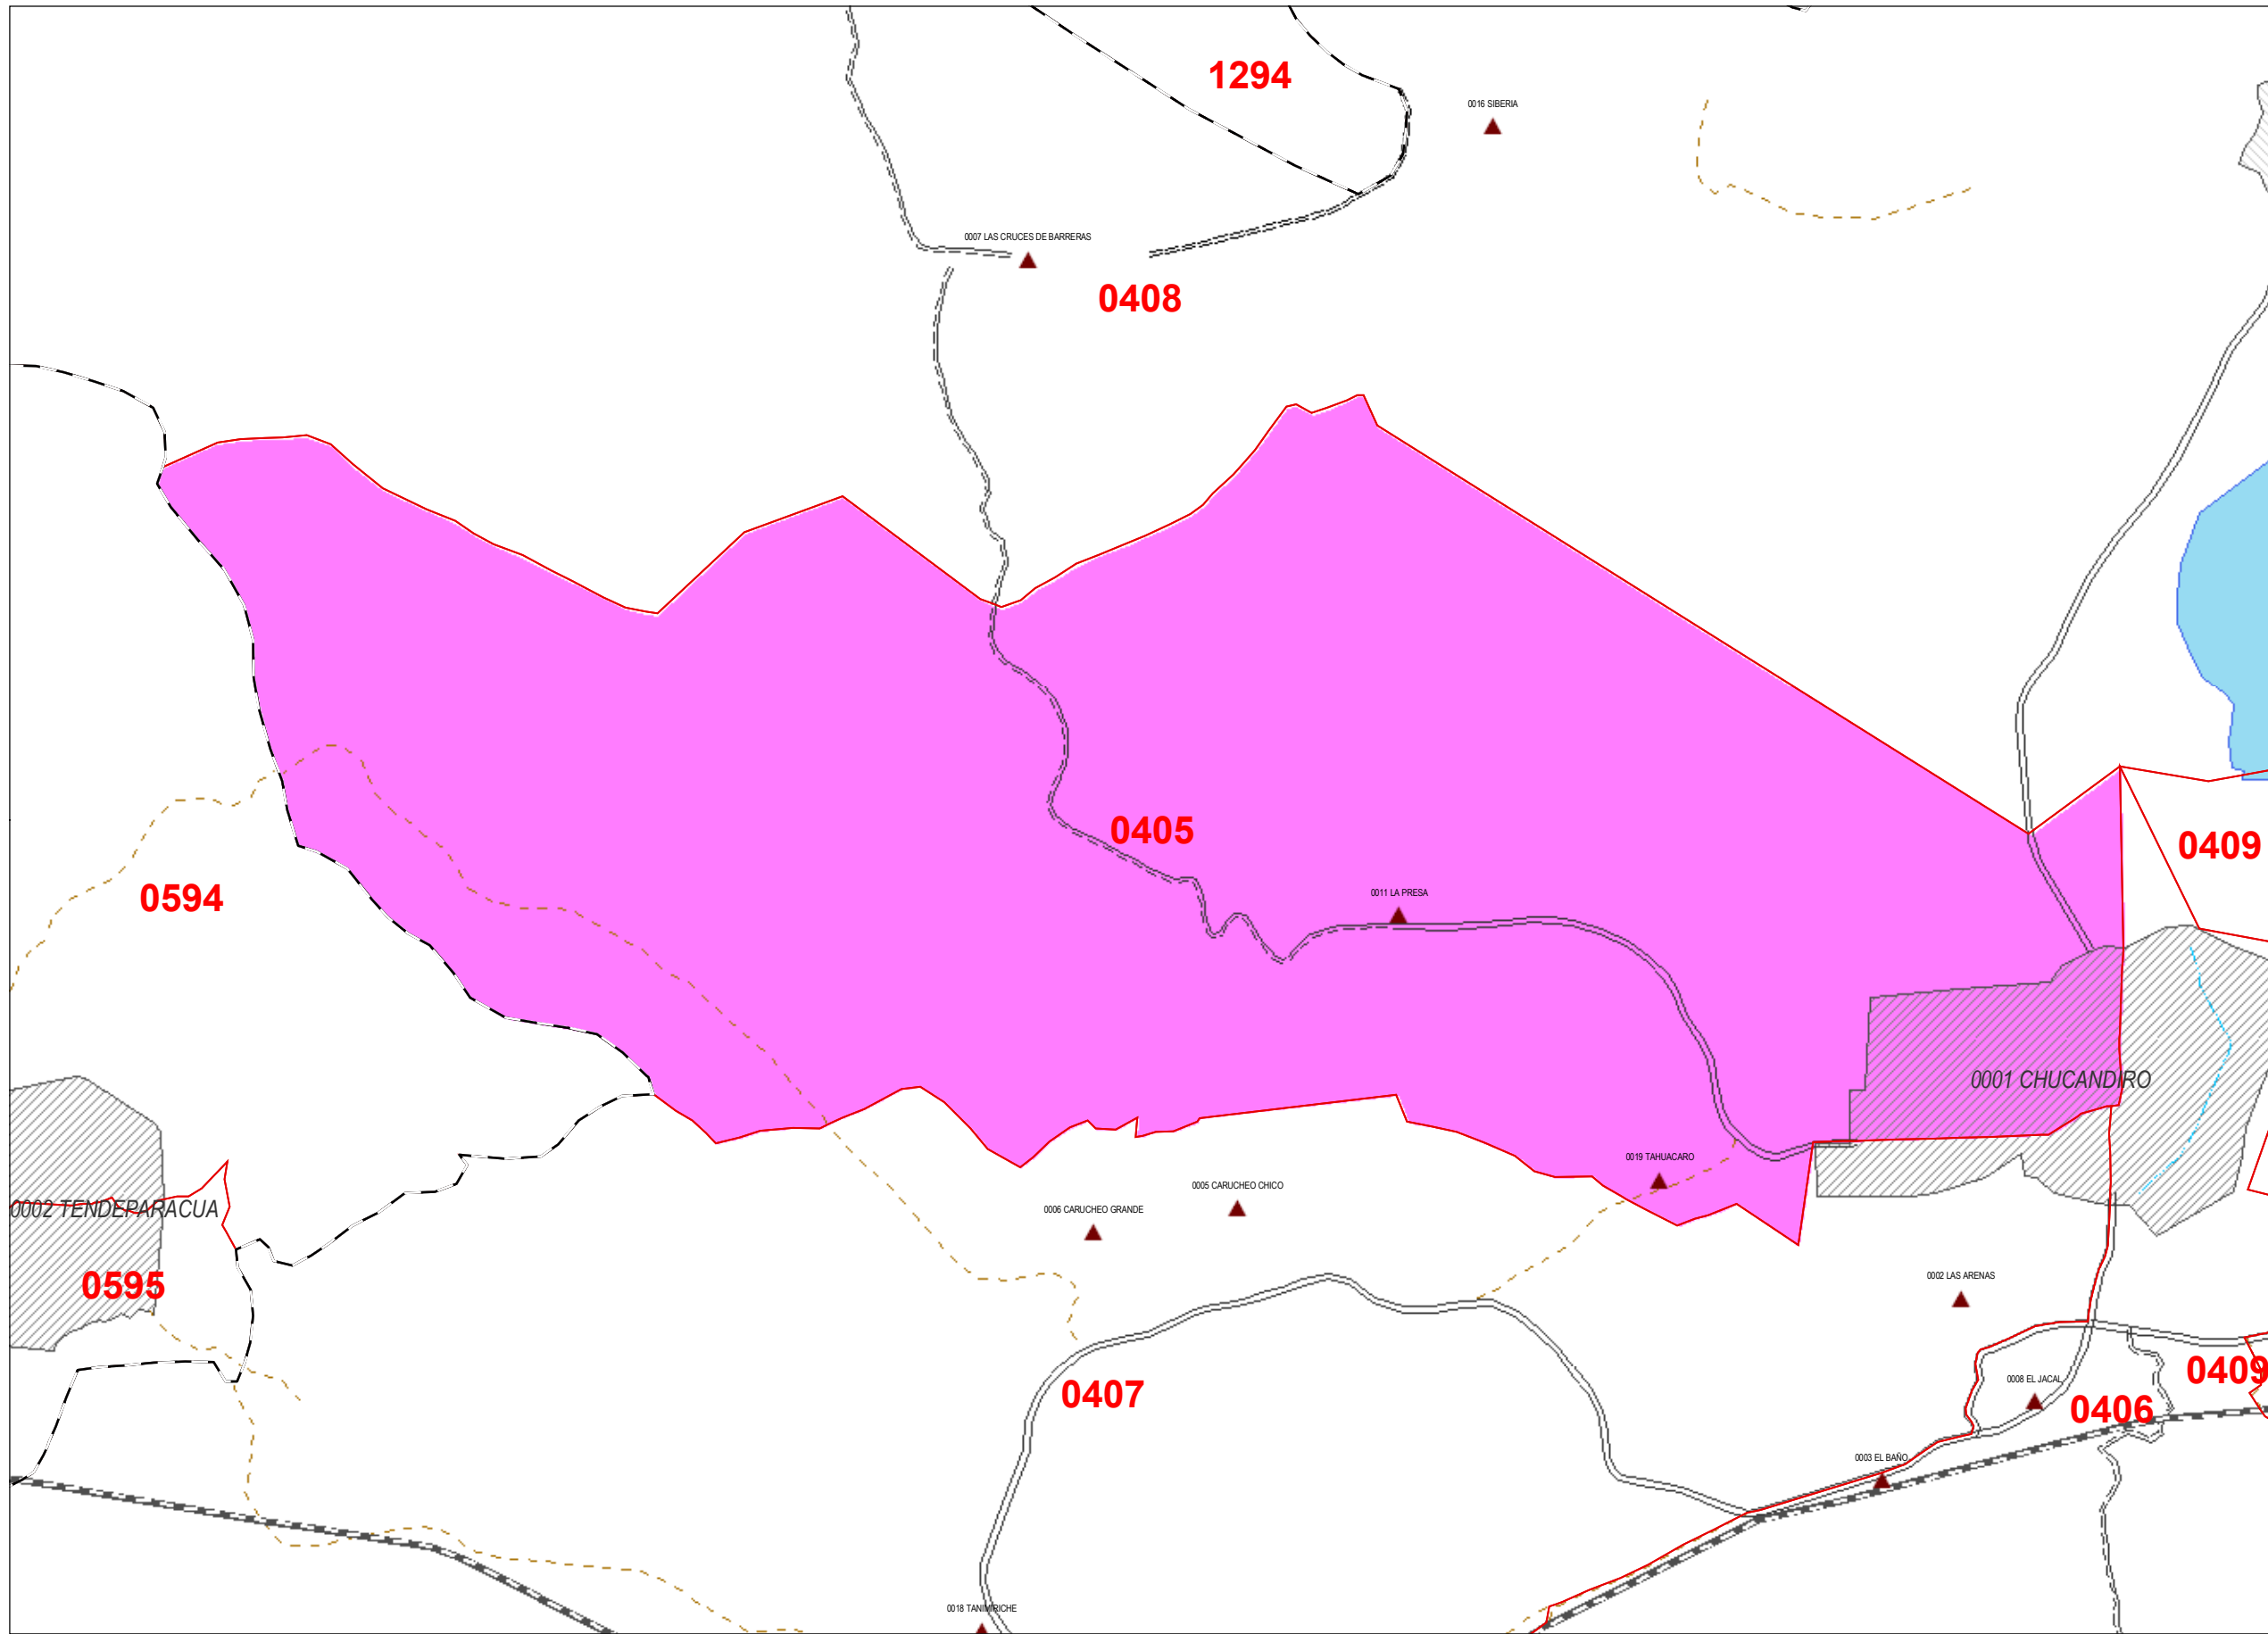 1294
0016 SIBERIA
0007 LAS CRUCES DE BARRERAS
0408
0405
0409
0011 LA PRESA
0594
0001 CHUCANDIRO
0019 TAHUACARO
0005 CARUCHEO CHICO
0002 TENDEPARACUA
0006 CARUCHEO GRANDE
0595
0002 LAS ARENAS
0409
0008 EL JACAL
0407
0406
0003 EL BAÑO
0018 TANIMIRICHE